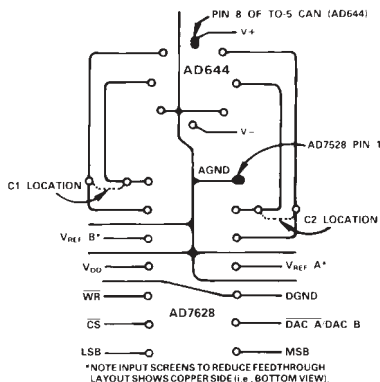 PIN 8 OF TO-5 CAN (AD644)
V+
AD644
V−
AD7528 PIN 1
AGND
C1 LOCATION
C2 LOCATION
VREF B*
VDD
VREF A*
WR
DGND
AD7628
CS
DAC A/DAC B
LSB
MSB
*NOTE INPUT SCREENS TO REDUCE FEEDTHROUGH
LAYOUT SHOWS COPPER SIDE (i.e., BOTTOM VIEW).